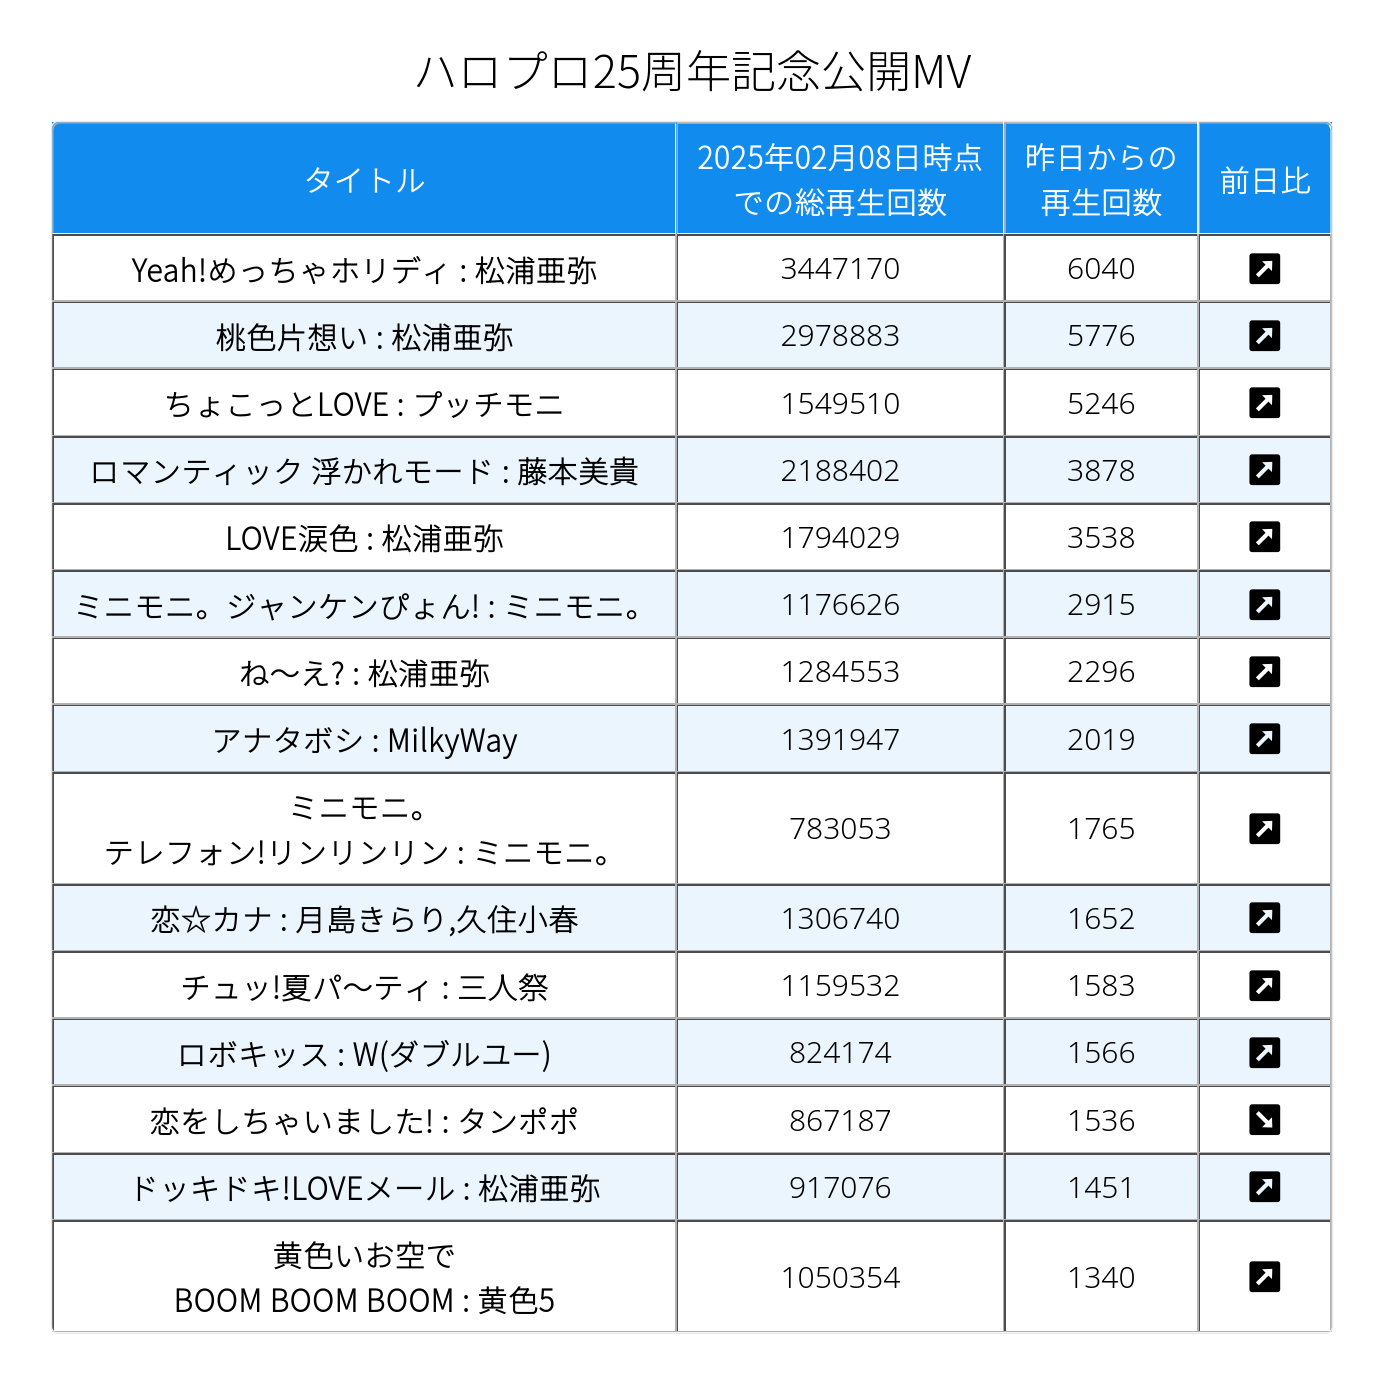 ハロプロ25周年記念公開MV
タイトル
2025年02月08日時点
での総再生回数
昨日からの
再生回数
前日比
Yeah!めっちゃホリディ : 松浦亜弥 3447170 6040
桃色片想い : 松浦亜弥 2978883 5776
ちょこっとLOVE : プッチモニ 1549510 5246
ロマンティック 浮かれモード : 藤本美貴 2188402 3878
LOVE涙色 : 松浦亜弥 1794029 3538
ミニモニ。ジャンケンぴょん! : ミニモニ。 1176626 2915
ね〜え? : 松浦亜弥 1284553 2296
アナタボシ : MilkyWay 1391947 2019
ミニモニ。
テレフォン!リンリンリン : ミニモニ。 783053 1765
恋☆カナ : 月島きらり,久住小春 1306740 1652
チュッ!夏パ〜ティ : 三人祭 1159532 1583
ロボキッス : W(ダブルユー) 824174 1566
恋をしちゃいました! : タンポポ 867187 1536
ドッキドキ!LOVEメール : 松浦亜弥 917076 1451
黄色いお空で
BOOM BOOM BOOM : 黄色5 1050354 1340